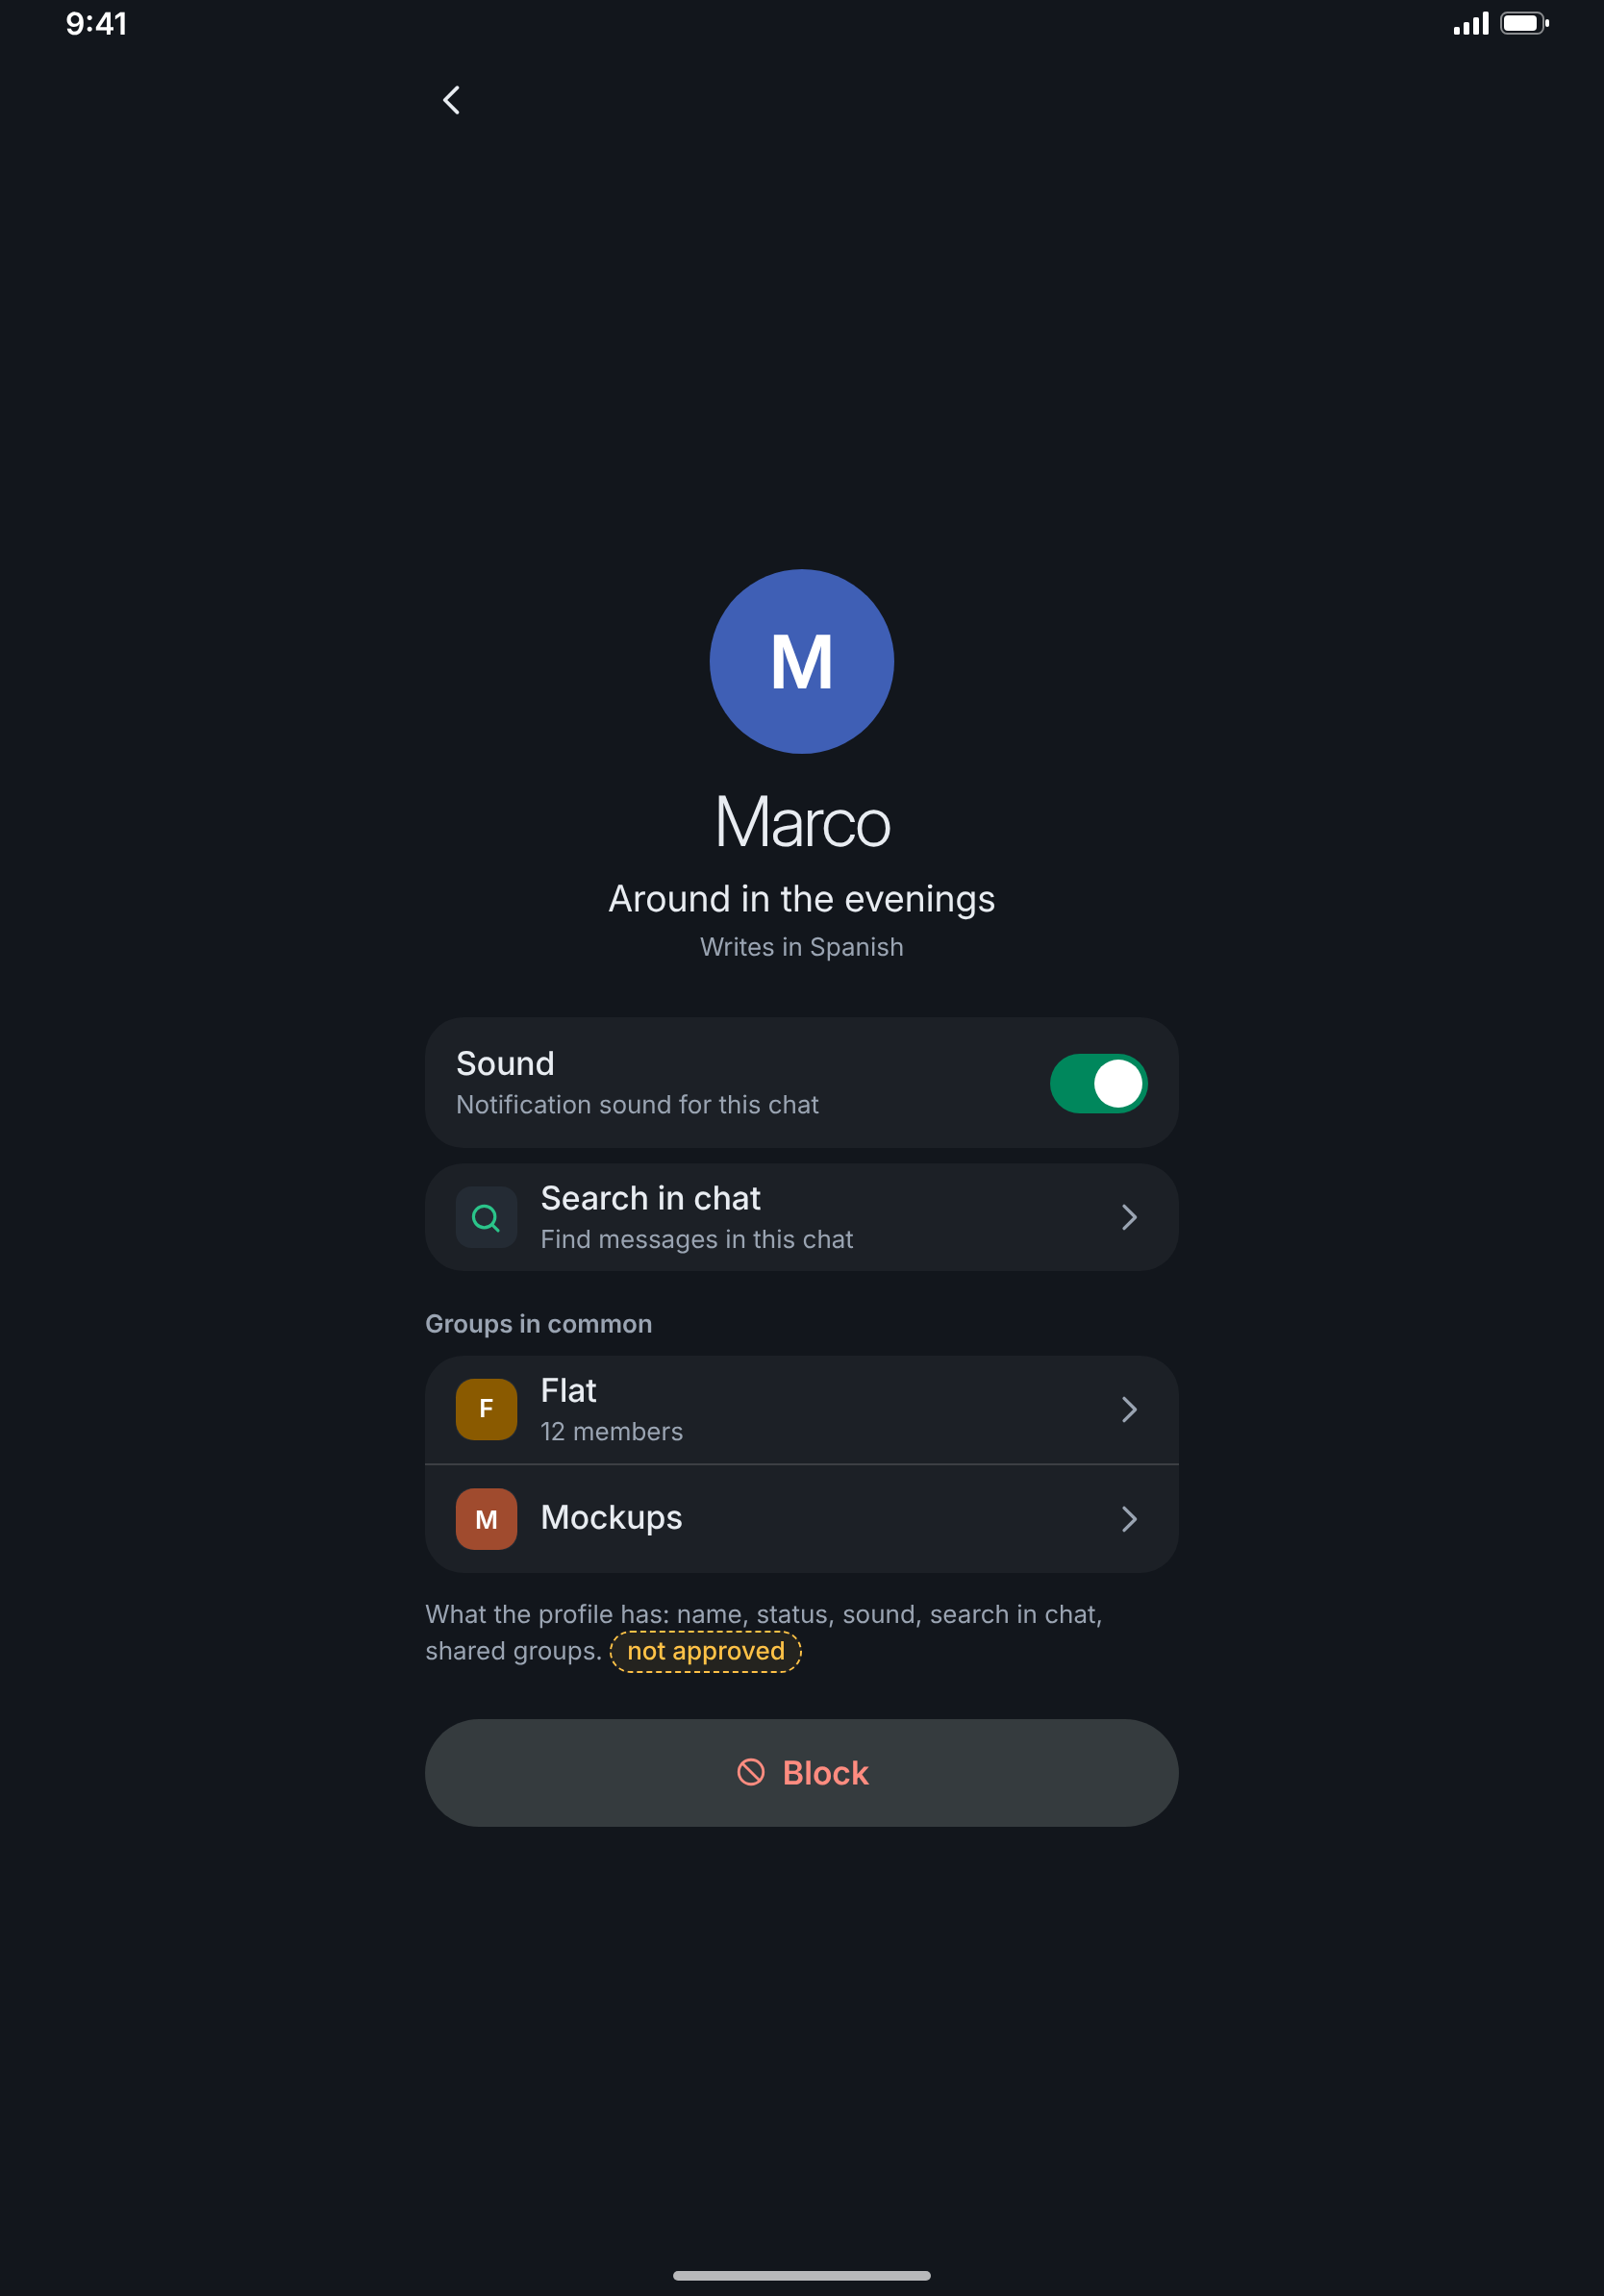 9:41
M
Marco
Around in the evenings
Writes in Spanish
Sound
Notification sound for this chat
Search in chat
Find messages in this chat
Groups in common
F
Flat
12 members
M
Mockups
What the profile has: name, status, sound, search in chat,
shared groups. not approved
Block